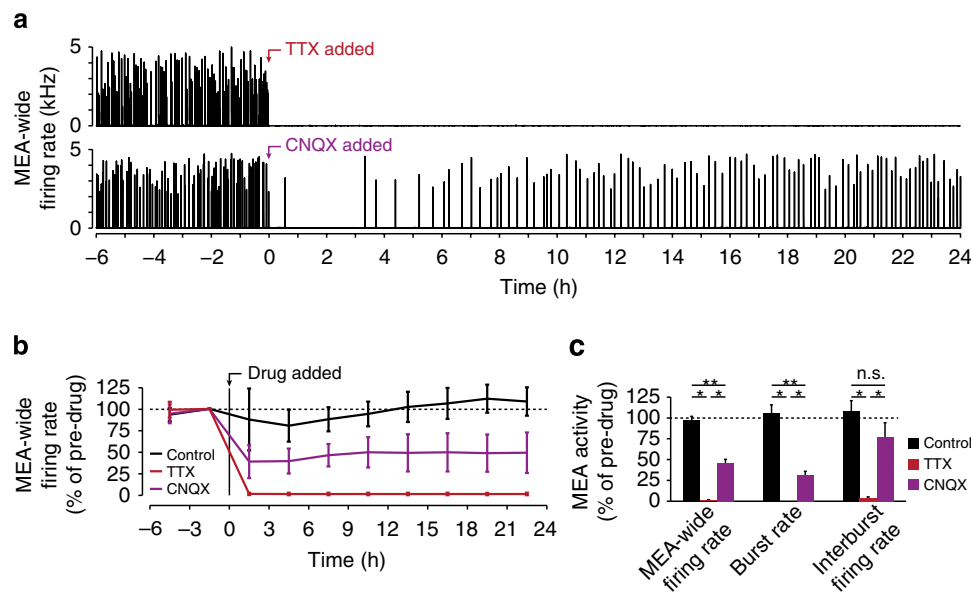 a
TTX added
5
0
CNQX added
5
0
MEA-wide
firing rate (kHz)
–6 –4 –2 0 2 4 6 8 10 12 14 16 18 20 22 24
Time (h)
b
Drug added
125
100
75
50
25
0
MEA-wide
firing rate
(% of pre-drug)
Control
TTX
CNQX
–6 –3 0 3 6 9 12 15 18 21 24
Time (h)
c
** ** n.s.
* * * * * *
125
100
75
50
25
0
MEA activity
(% of pre-drug)
Control
TTX
CNQX
MEA-wide
firing rate
Burst rate
Interburst
firing rate